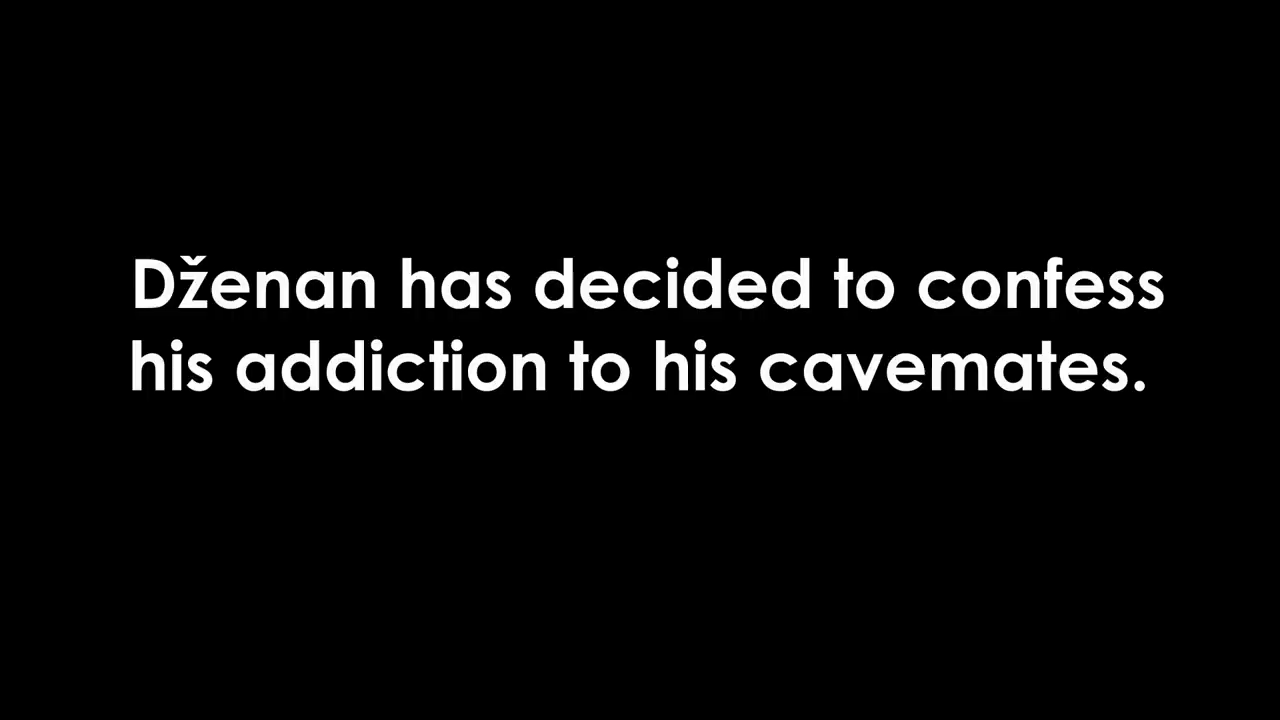 Dženan has decided to confess
his addiction to his cavemates.